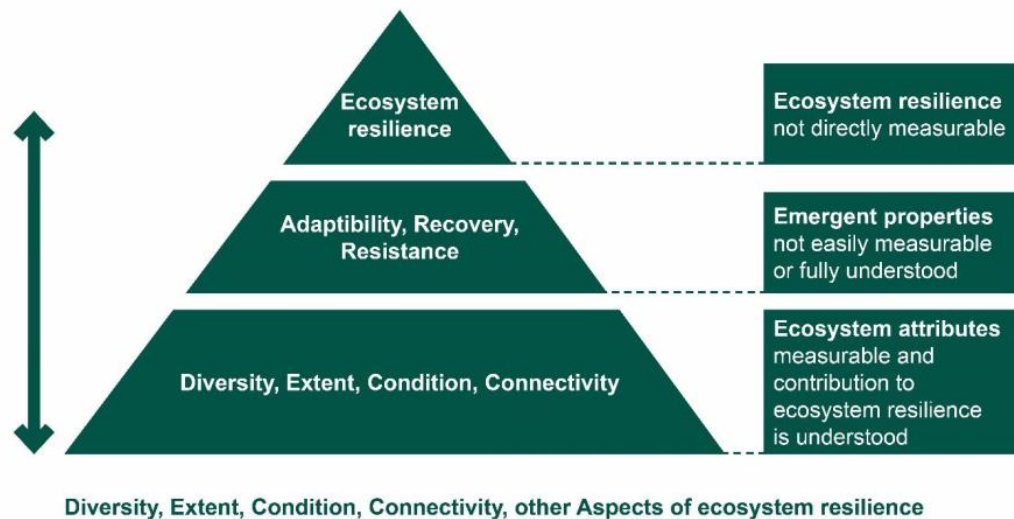 Ecosystem
resilience
Ecosystem resilience
not directly measurable
Adaptibility, Recovery,
Resistance
Emergent properties
not easily measurable
or fully understood
Diversity, Extent, Condition, Connectivity
Ecosystem attributes
measurable and
contribution to
ecosystem resilience
is understood
Diversity, Extent, Condition, Connectivity, other Aspects of ecosystem resilience